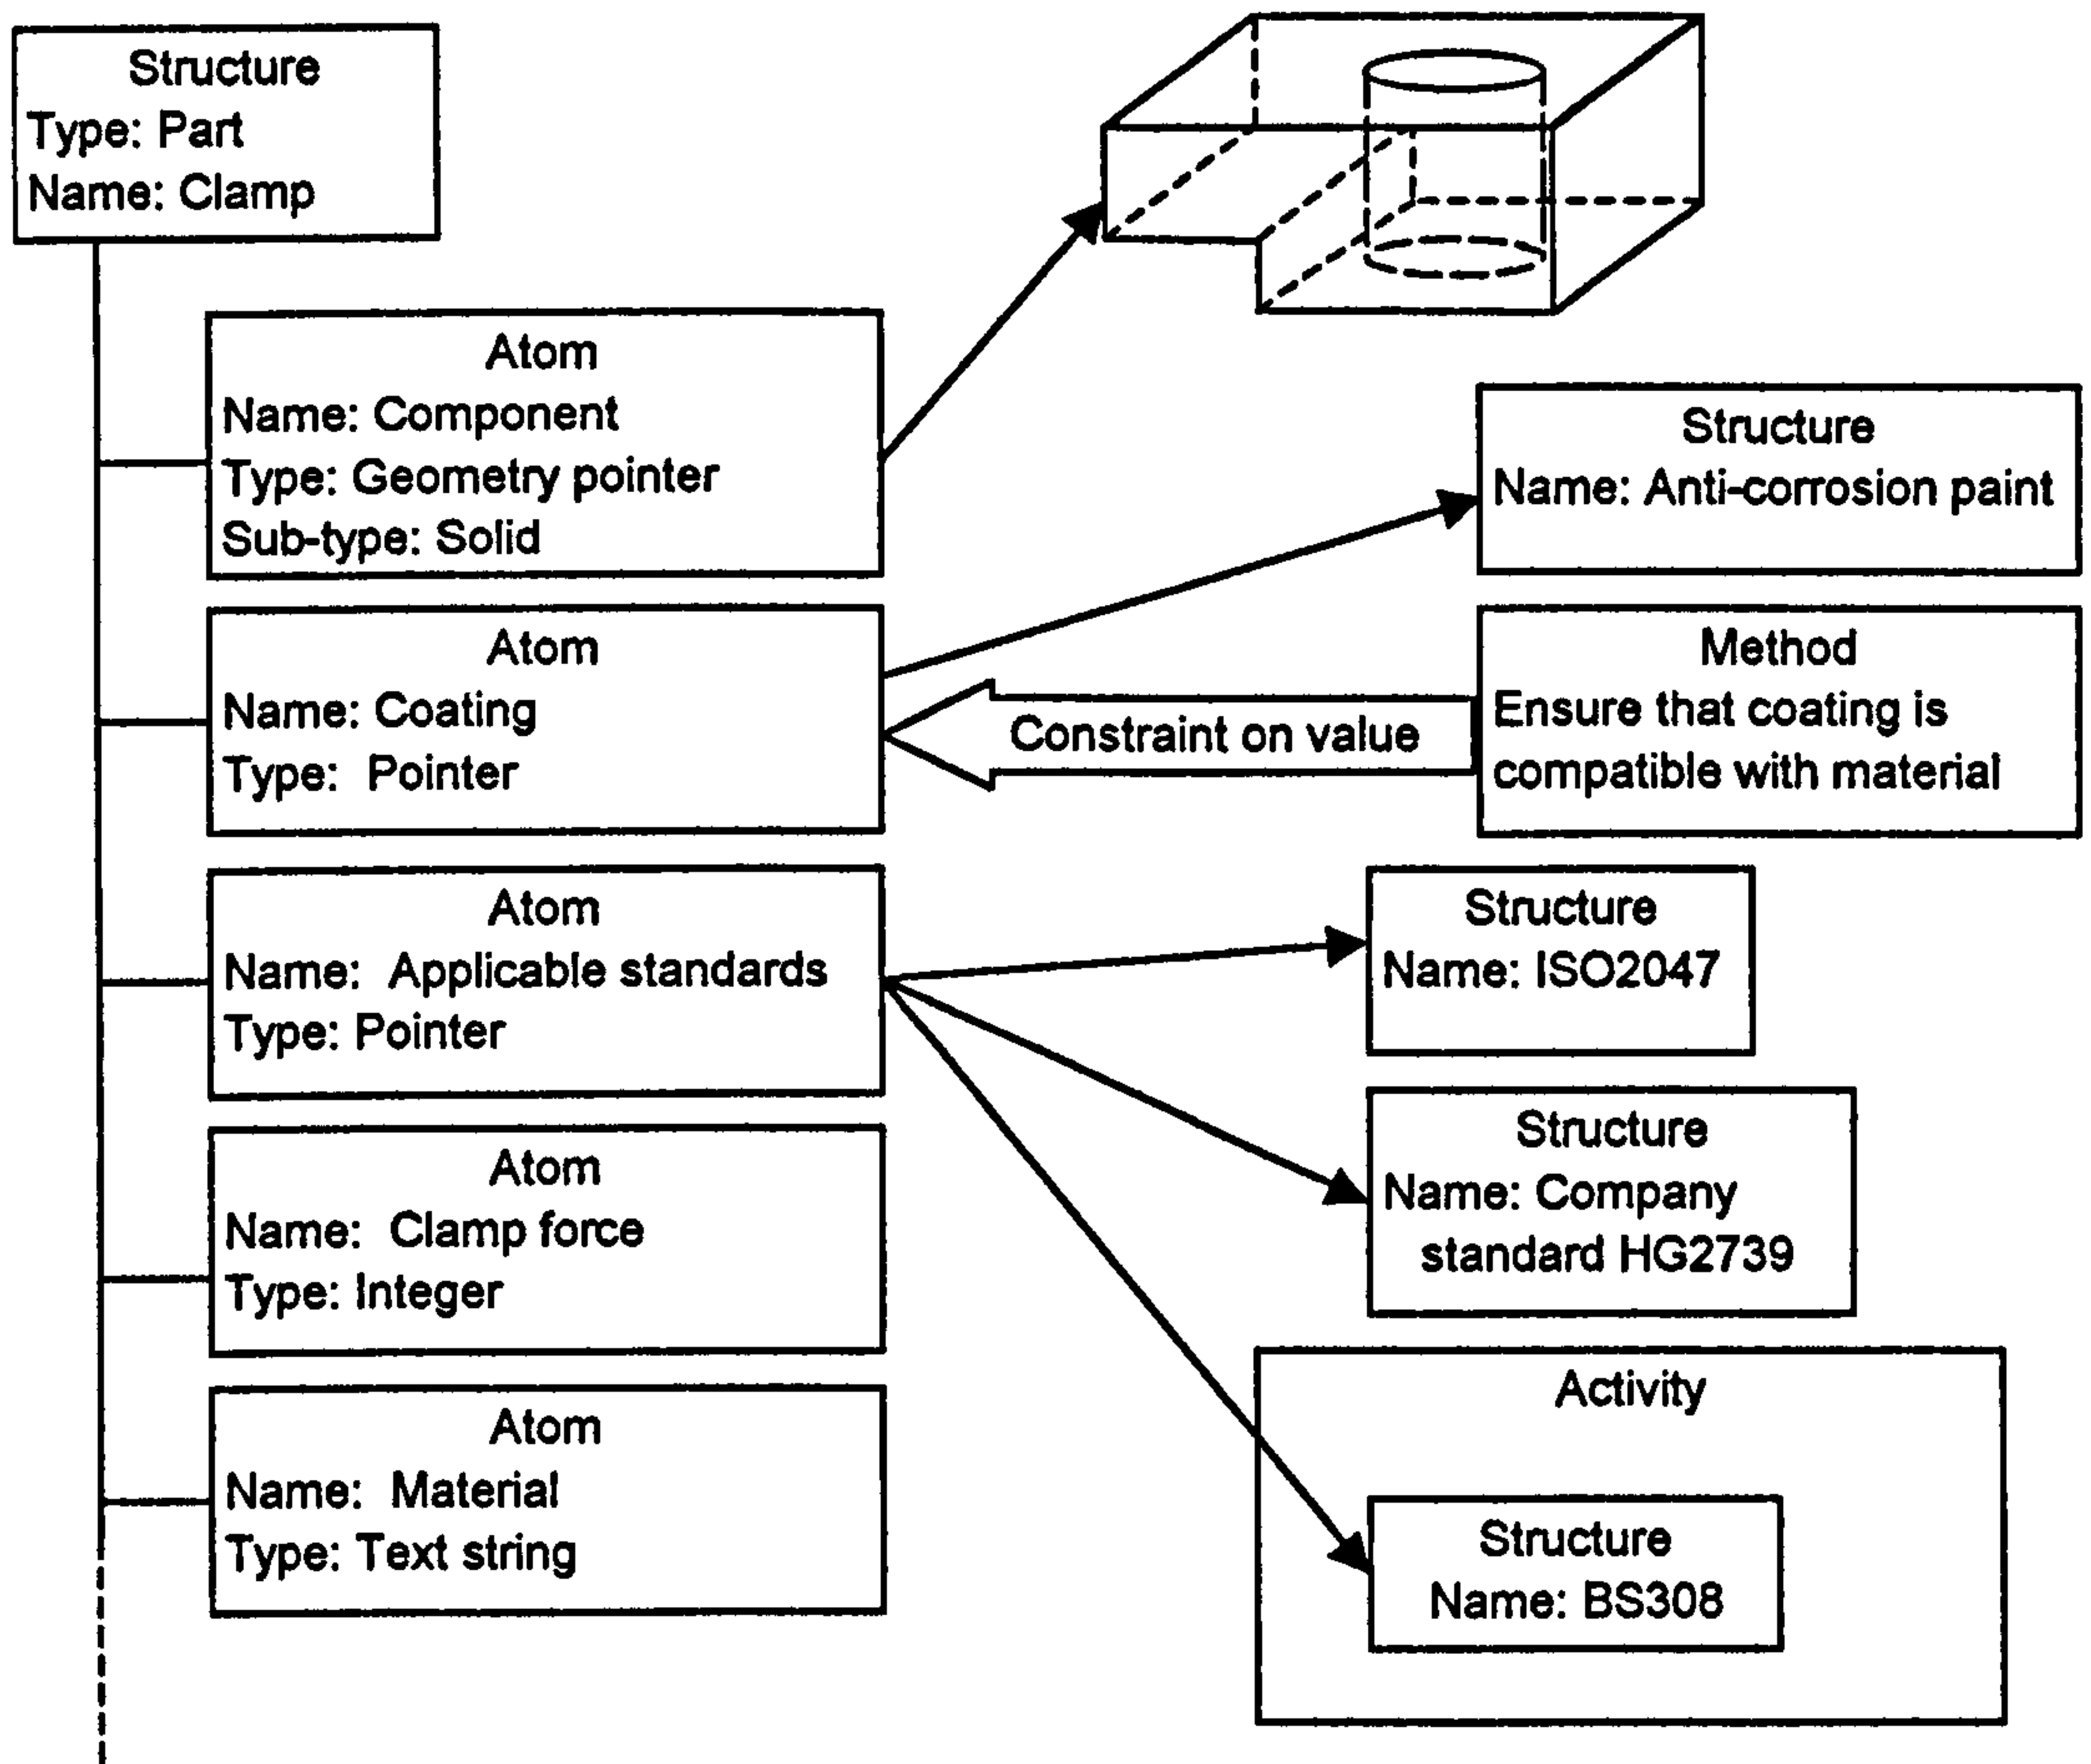 Structure
Type: Part
Name: Clamp
Atom
Name: Component
Type: Geometry pointer
Sub-type: Solid
Structure
Name: Anti-corrosion paint
Atom
Name: Coating
Type: Pointer
Constraint on value
Method
Ensure that coating is
compatible with material
Atom
Name: Applicable standards
Type: Pointer
Structure
Name: ISO2047
Structure
Name: Company
standard HG2739
Atom
Name: Clamp force
Type: Integer
Activity
Structure
Name: BS308
Atom
Name: Material
Type: Text string